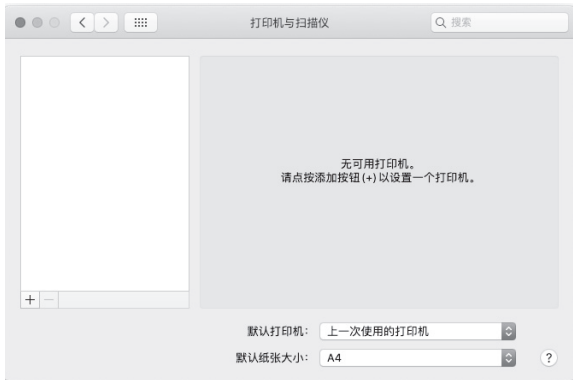 打印机与扫描仪
搜索
无可用打印机。
请点按添加按钮(+)以设置一个打印机。
+ −
默认打印机: 上一次使用的打印机
默认纸张大小: A4
?